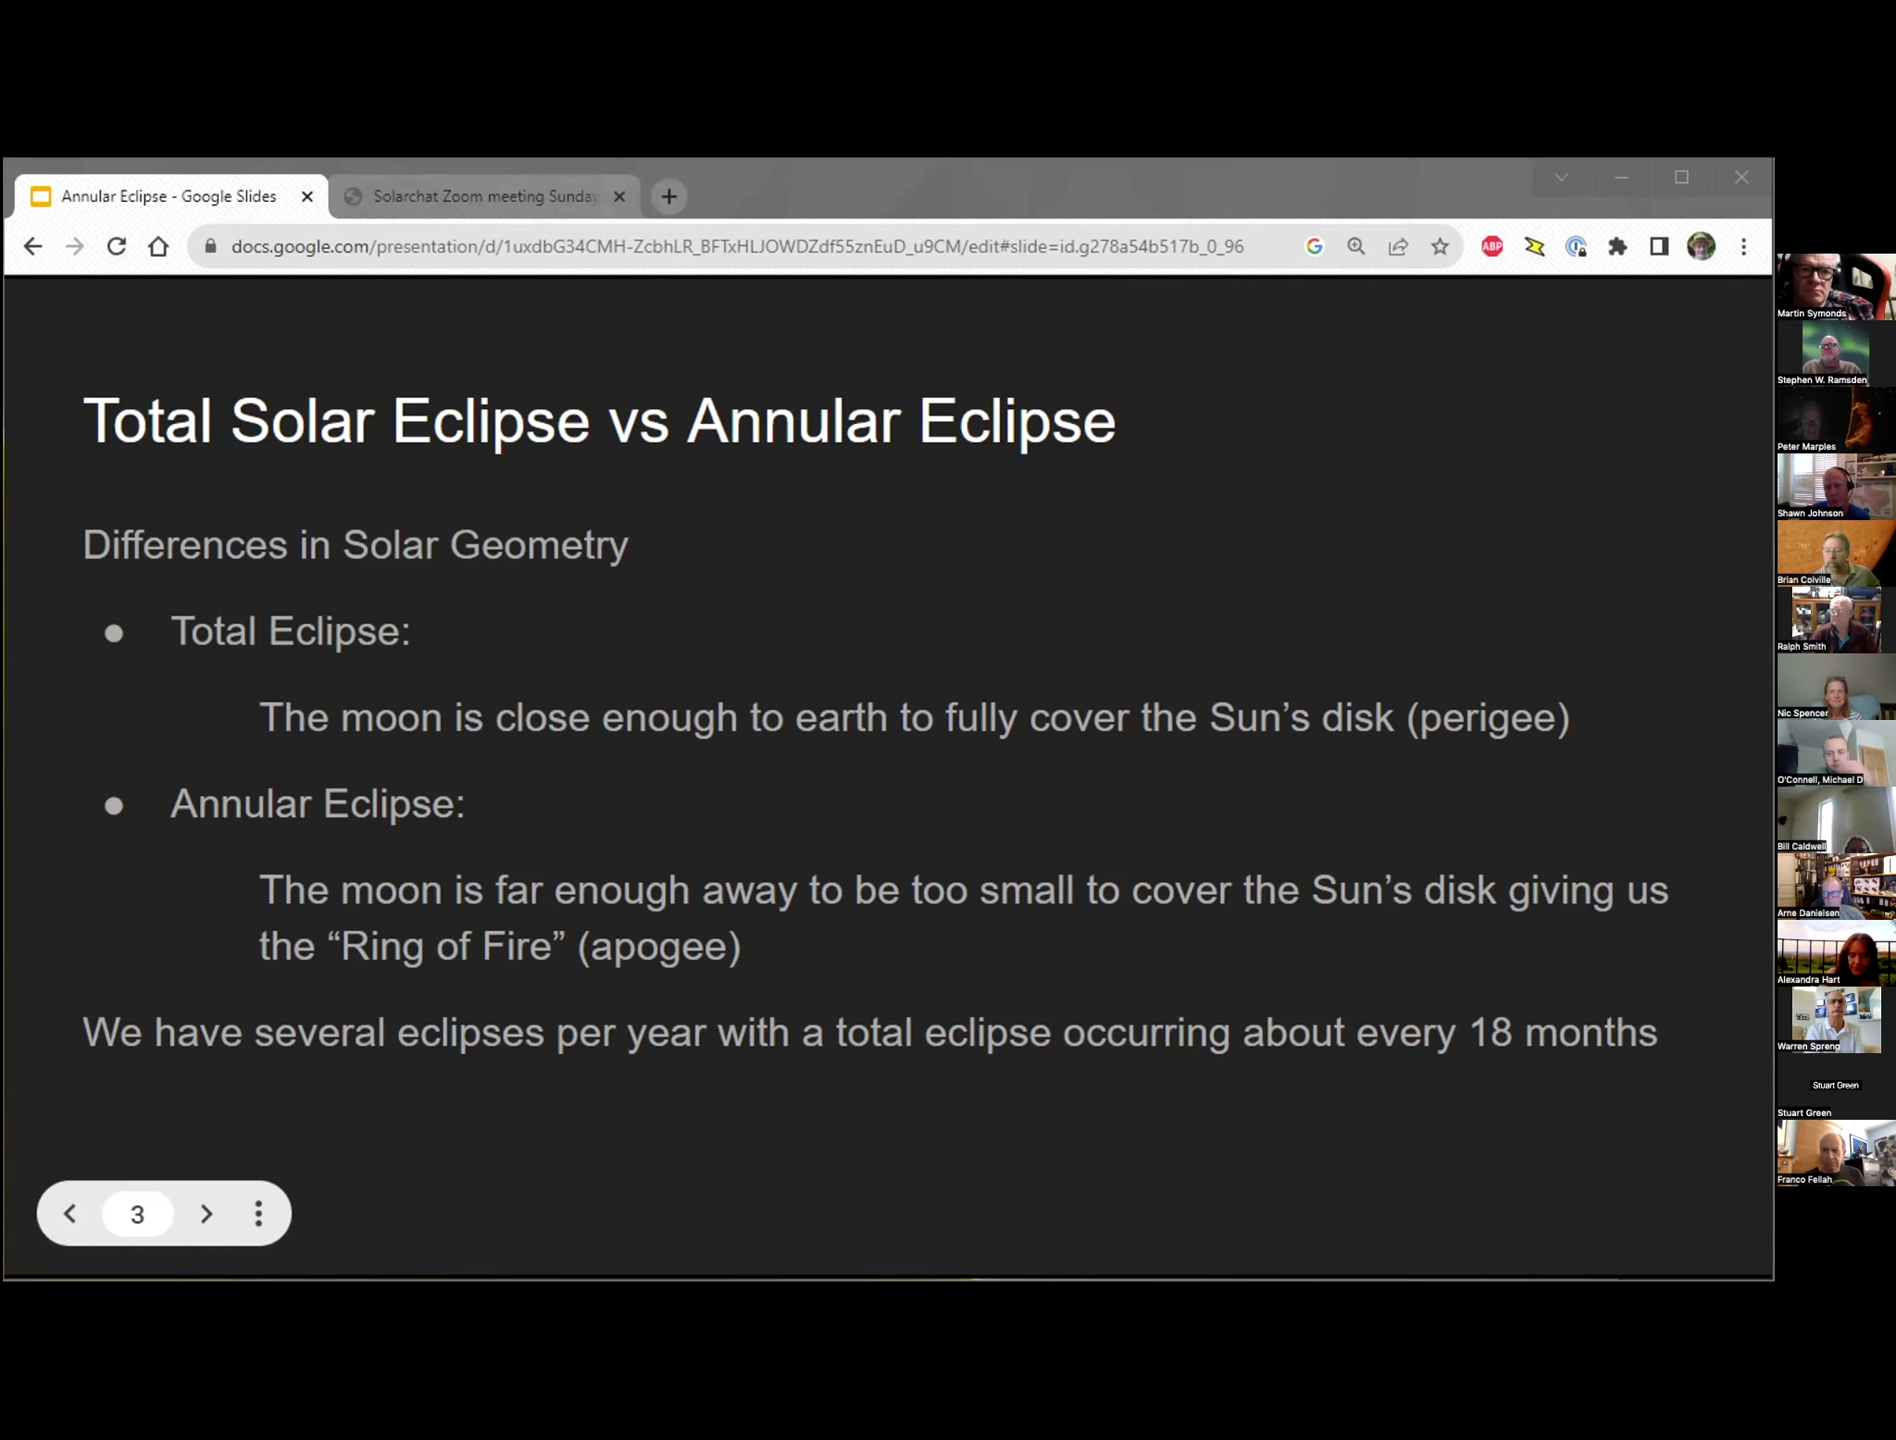 Annular Eclipse - Google Slides
Solarchat Zoom meeting Sunday
docs.google.com/presentation/d/1uxdbG34CMH-ZcbhLR_BFTxHLJOWDZdf55znEuD_u9CM/edit#slide=id.g278a54b517b_0_96
ABP
Total Solar Eclipse vs Annular Eclipse
Differences in Solar Geometry
● Total Eclipse:
The moon is close enough to earth to fully cover the Sun’s disk (perigee)
● Annular Eclipse:
The moon is far enough away to be too small to cover the Sun’s disk giving us
the “Ring of Fire” (apogee)
We have several eclipses per year with a total eclipse occurring about every 18 months
3
Martin Symonds
Stephen W. Ramsden
Peter Marples
Shawn Johnson
Brian Colville
Ralph Smith
Nic Spencer
O'Connell, Michael D
Bill Caldwell
Arne Danielsen
Alexandra Hart
Warren Spreng
Stuart Green
Stuart Green
Franco Fellah